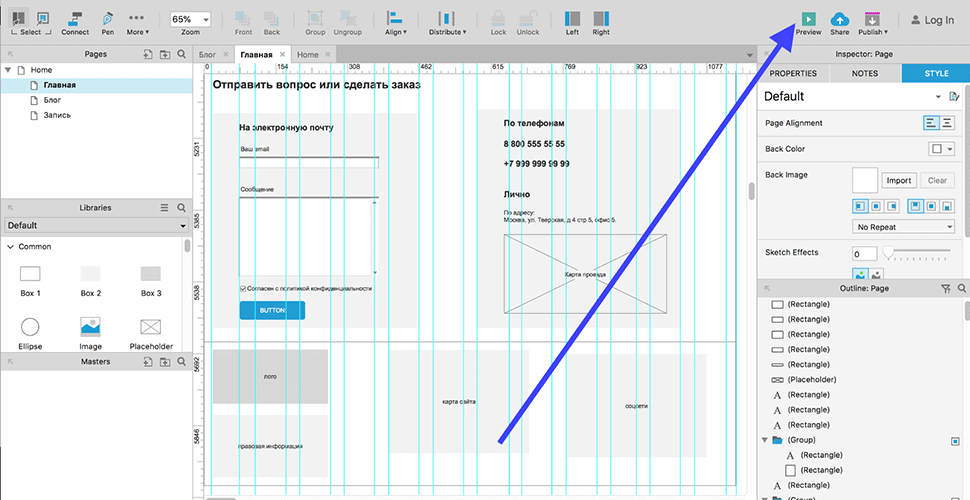 Select Connect Pen More 65% Zoom Front Back Group Ungroup Align Distribute Lock Unlock Left Right Preview Share Publish Log In
Pages
Home
Главная
Блог
Запись
Libraries
Default
Common
Box 1 Box 2 Box 3
Ellipse Image Placeholder
Masters
Блог Главная Home
0 154 308 462 615 769 923 1077
5231
5385
5538
5692
5846
Отправить вопрос или сделать заказ
На электронную почту
Ваш email
Сообщение
Согласен с политикой конфиденциальности
BUTTON
По телефонам
8 800 555 55 55
+7 999 999 99 99
Лично
По адресу:
Москва, ул. Тверская, д 4 стр 5, офис 5.
Карта проезда
лого
правовая информация
карта сайта
соцсети
Inspector: Page
PROPERTIES NOTES STYLE
Default
Page Alignment
Back Color
Back Image Import Clear
No Repeat
Sketch Effects 0
Outline: Page
(Rectangle)
(Rectangle)
(Rectangle)
(Rectangle)
(Rectangle)
(Placeholder)
(Rectangle)
(Rectangle)
(Rectangle)
(Group)
(Rectangle)
(Rectangle)
(Rectangle)